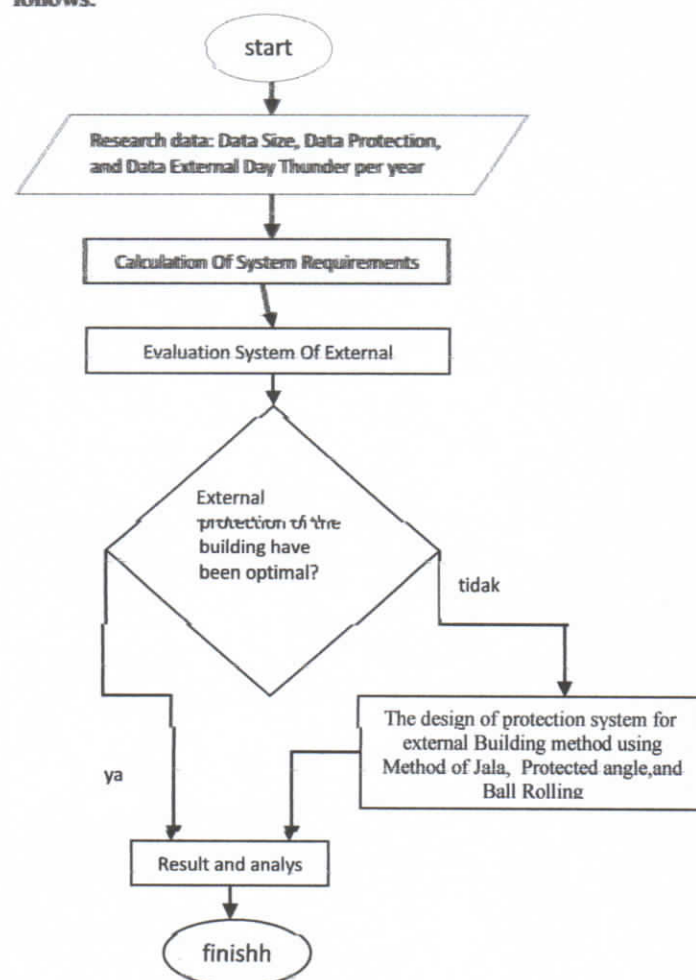 follows:
start
Research data: Data Size, Data Protection,
and Data External Day Thunder per year
Calculation Of System Requirements
Evaluation System Of External
External
protection of the
building have
been optimal?
tidak
The design of protection system for
external Building method using
Method of Jala, Protected angle,and
Ball Rolling
ya
Result and analys
finishh